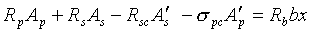 R_p A_p + R_s A_s − R_sc A′_s − σ_pc A′_p = R_b bx